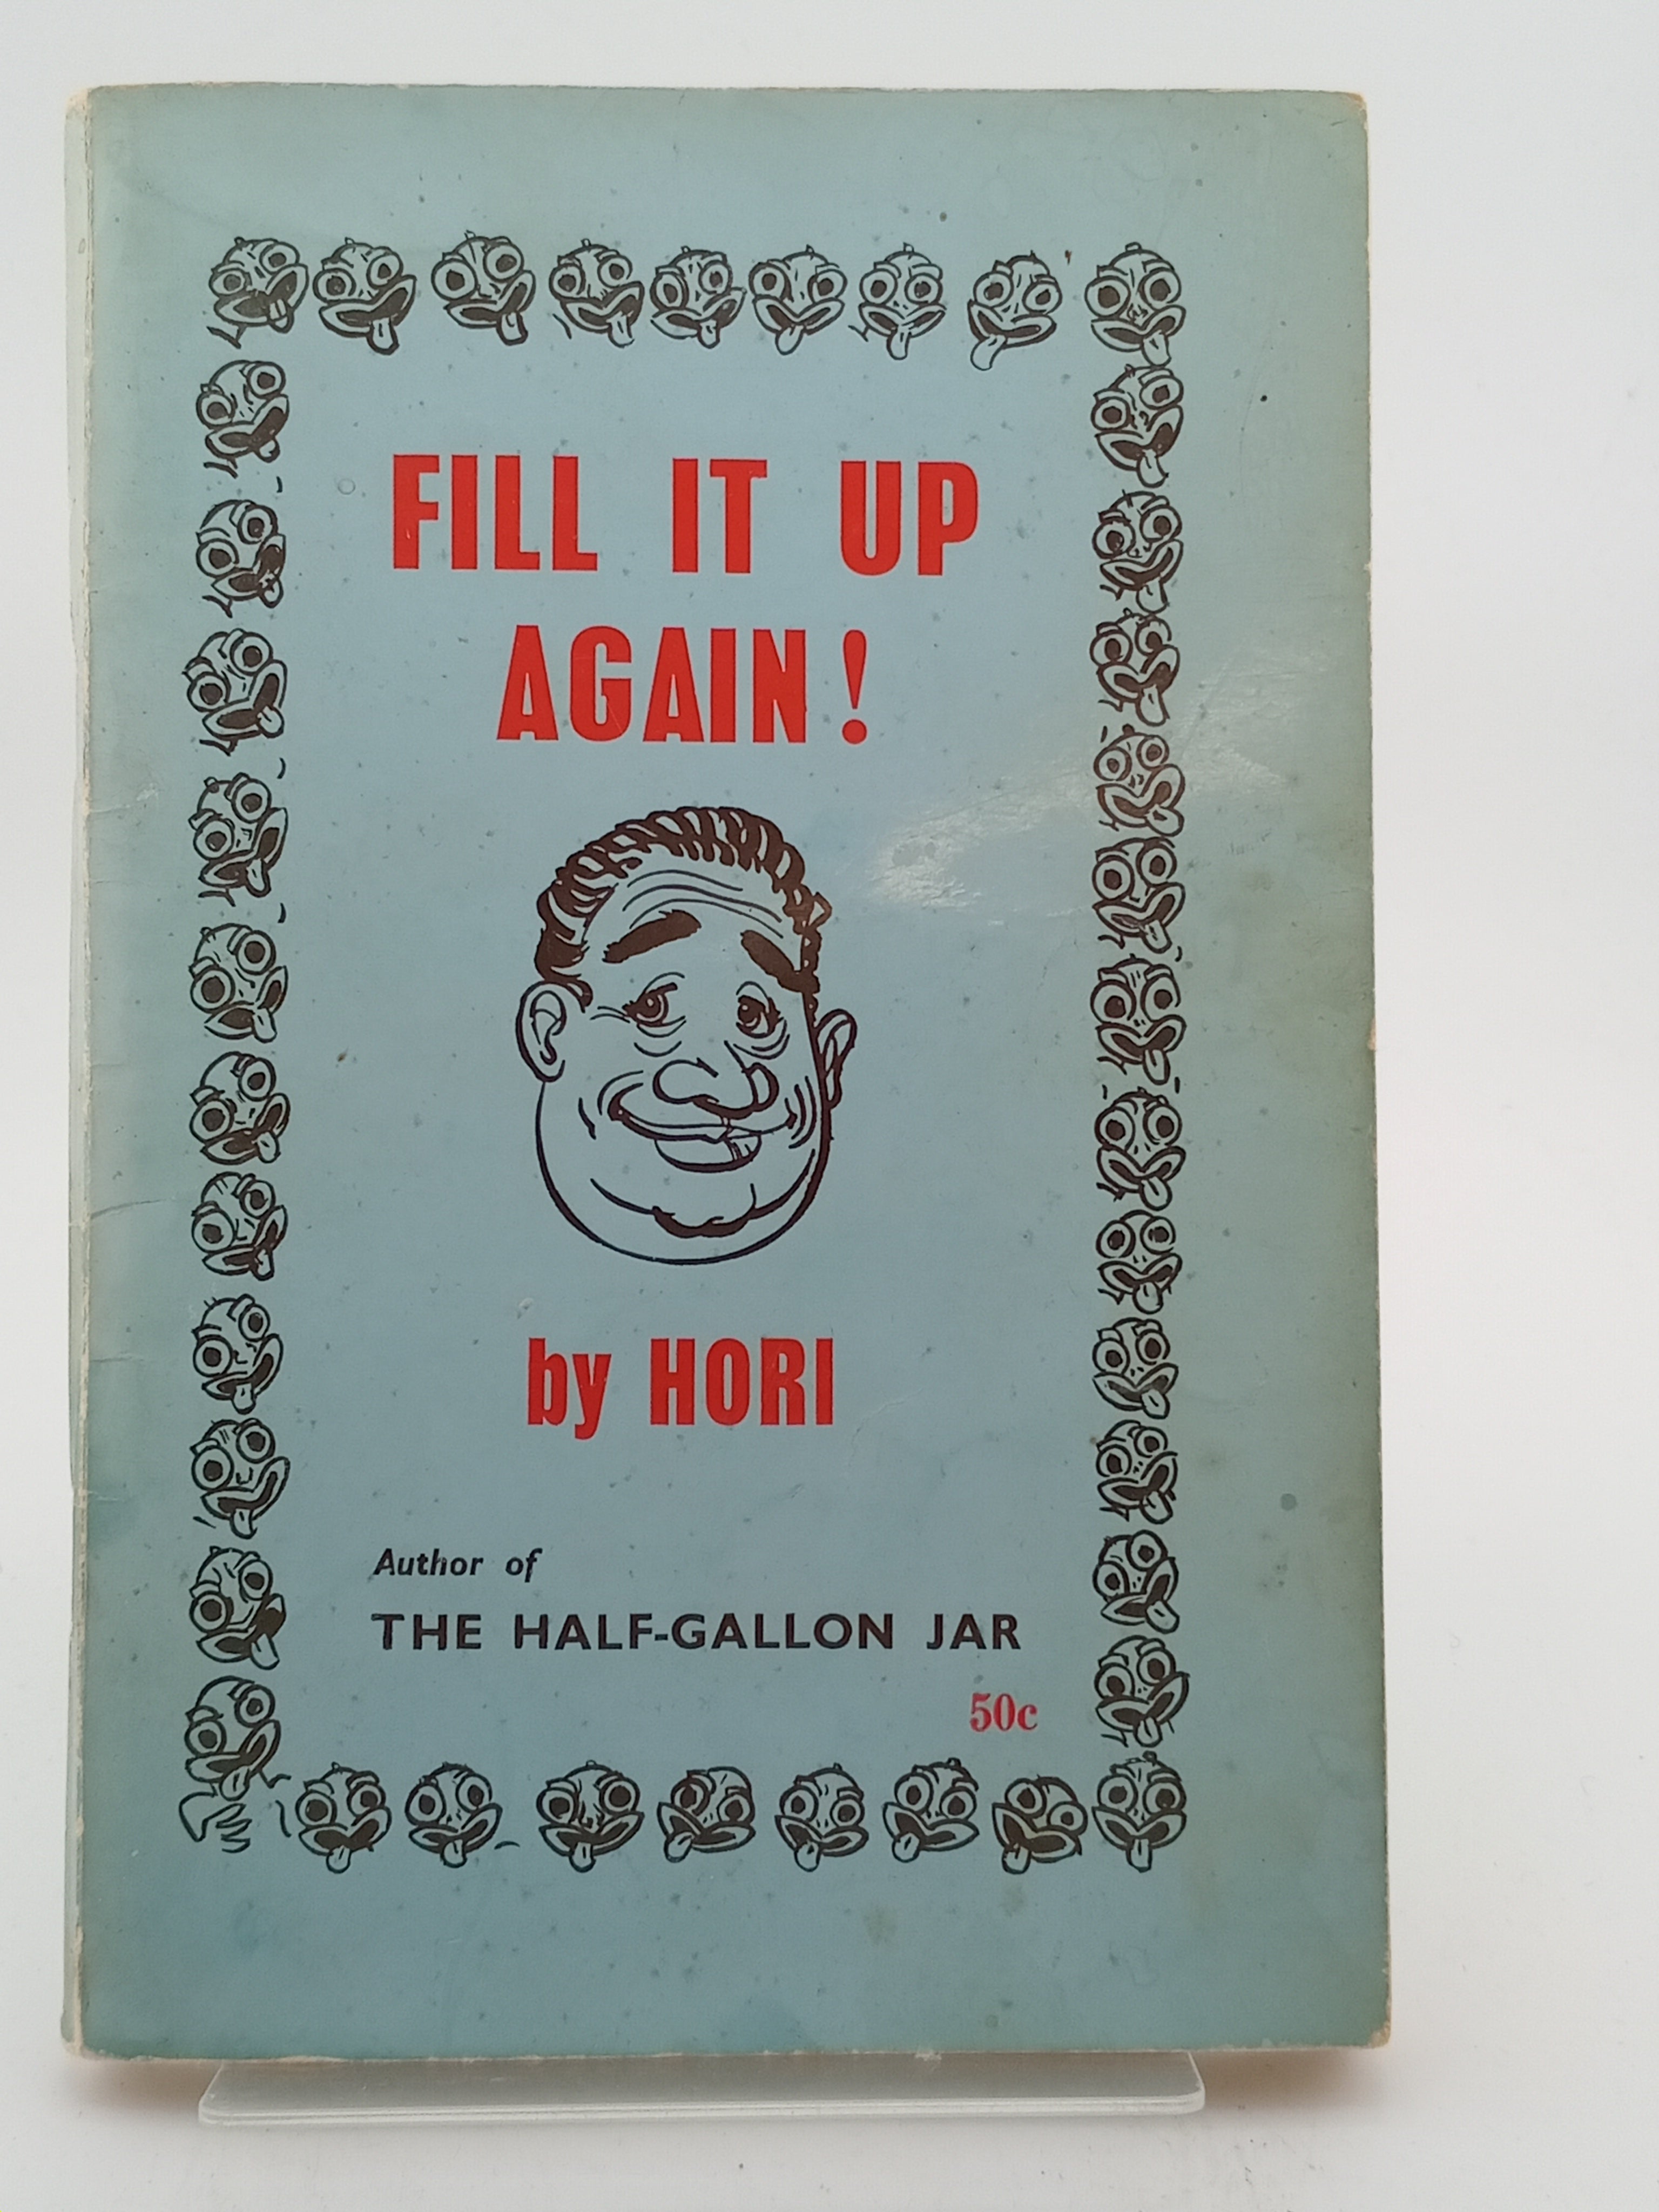 FILL IT UP
AGAIN!
by HORI
Author of
THE HALF-GALLON JAR
50c